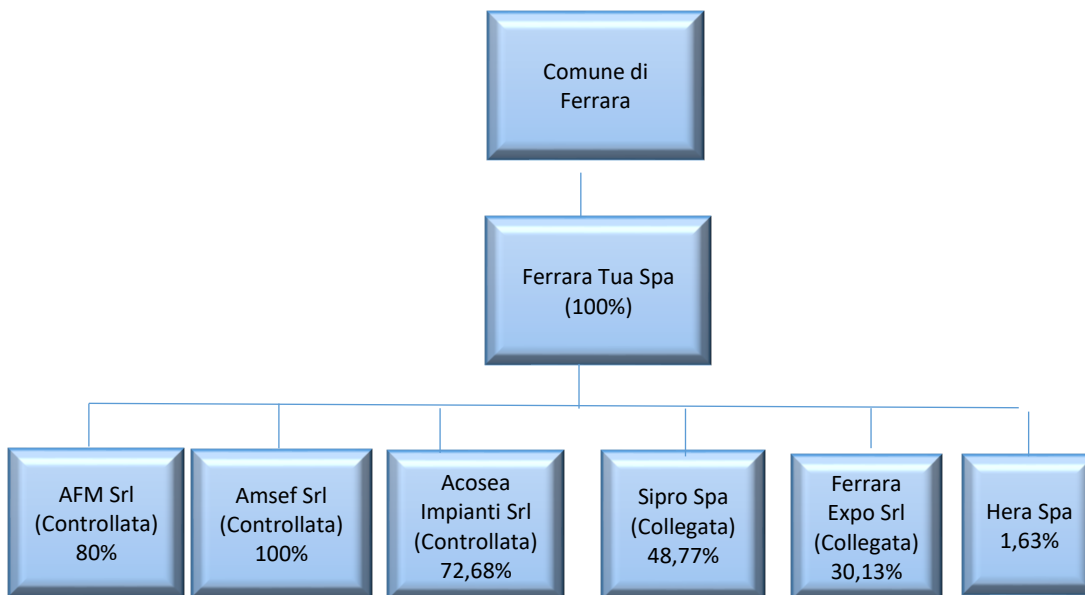 Comune di
Ferrara
Ferrara Tua Spa
(100%)
AFM Srl
(Controllata)
80%
Amsef Srl
(Controllata)
100%
Acosea
Impianti Srl
(Controllata)
72,68%
Sipro Spa
(Collegata)
48,77%
Ferrara
Expo Srl
(Collegata)
30,13%
Hera Spa
1,63%